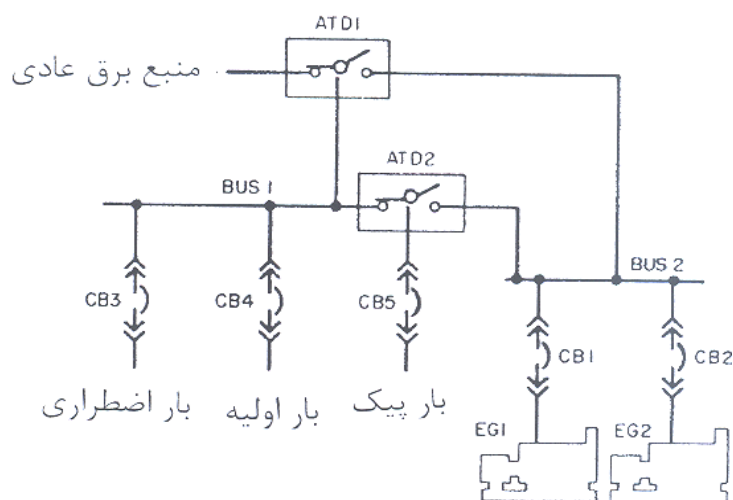 ATD1
منبع برق عادی
ATD2
BUS 1
BUS 2
CB3
CB4
CB5
CB1
CB2
بار اضطراری
بار اولیه
بار پیک
EG1
EG2